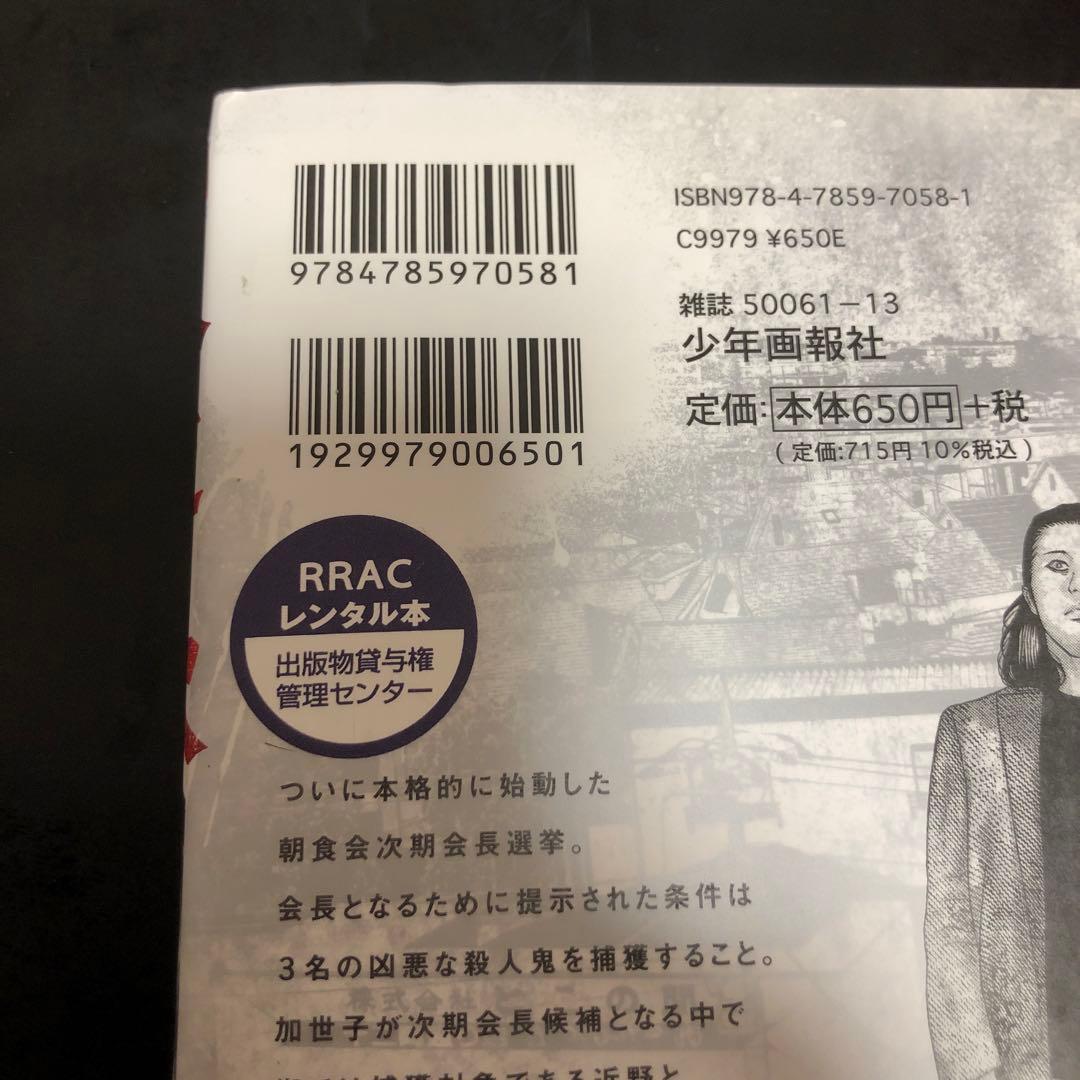 9784785970581
1929979006501
ISBN978-4-7859-7058-1
C9979 ¥650E
雑誌 50061-13
少年画報社
定価:本体650円+税
(定価:715円 10%税込)
RRAC
レンタル本
出版物貸与権
管理センター
ついに本格的に始動した
朝食会次期会長選挙。
会長となるために提示された条件は
3名の凶悪な殺人鬼を捕獲すること。
加世子が次期会長候補となる中で